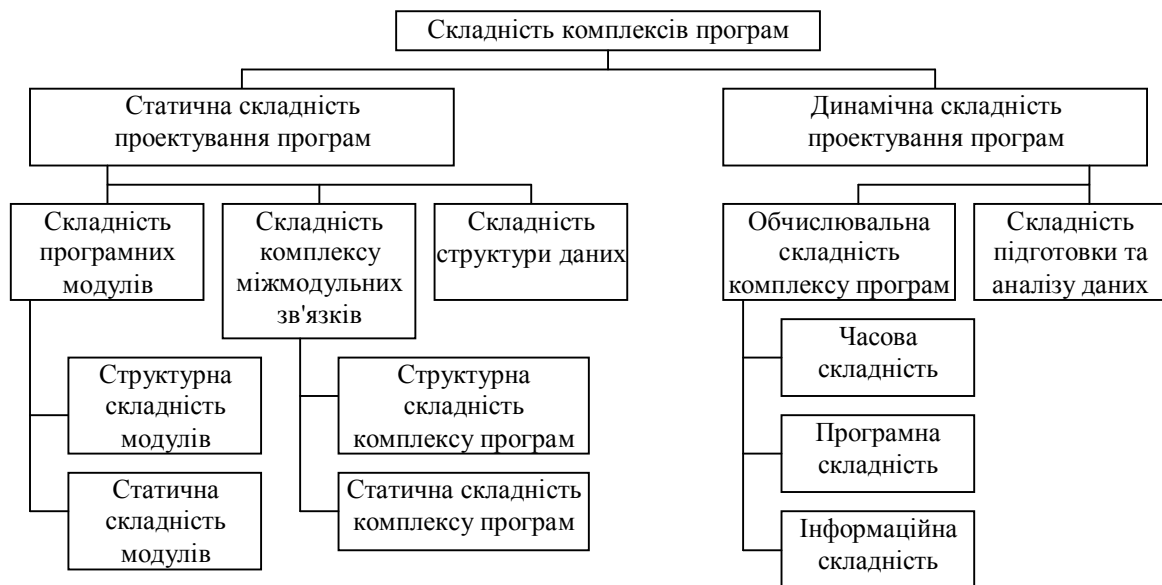 Складність комплексів програм
Статична складність
проектування програм
Динамічна складність
проектування програм
Складність
програмних
модулів
Складність
комплексу
міжмодульних
зв'язків
Складність
структури даних
Обчислювальна
складність
комплексу програм
Складність
підготовки та
аналізу даних
Структурна
складність
модулів
Статична
складність
модулів
Структурна
складність
комплексу програм
Статична складність
комплексу програм
Часова
складність
Програмна
складність
Інформаційна
складність